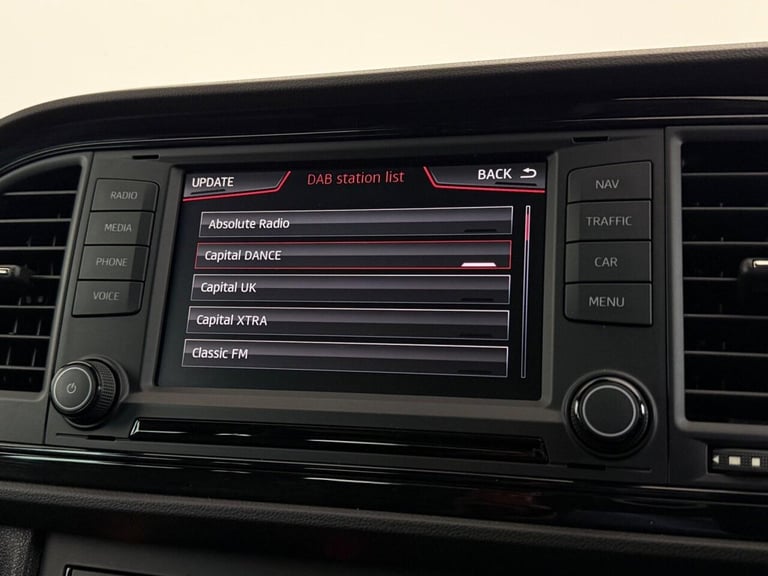 UPDATE
DAB station list
BACK
Absolute Radio
Capital DANCE
Capital UK
Capital XTRA
Classic FM
RADIO
MEDIA
PHONE
VOICE
NAV
TRAFFIC
CAR
MENU